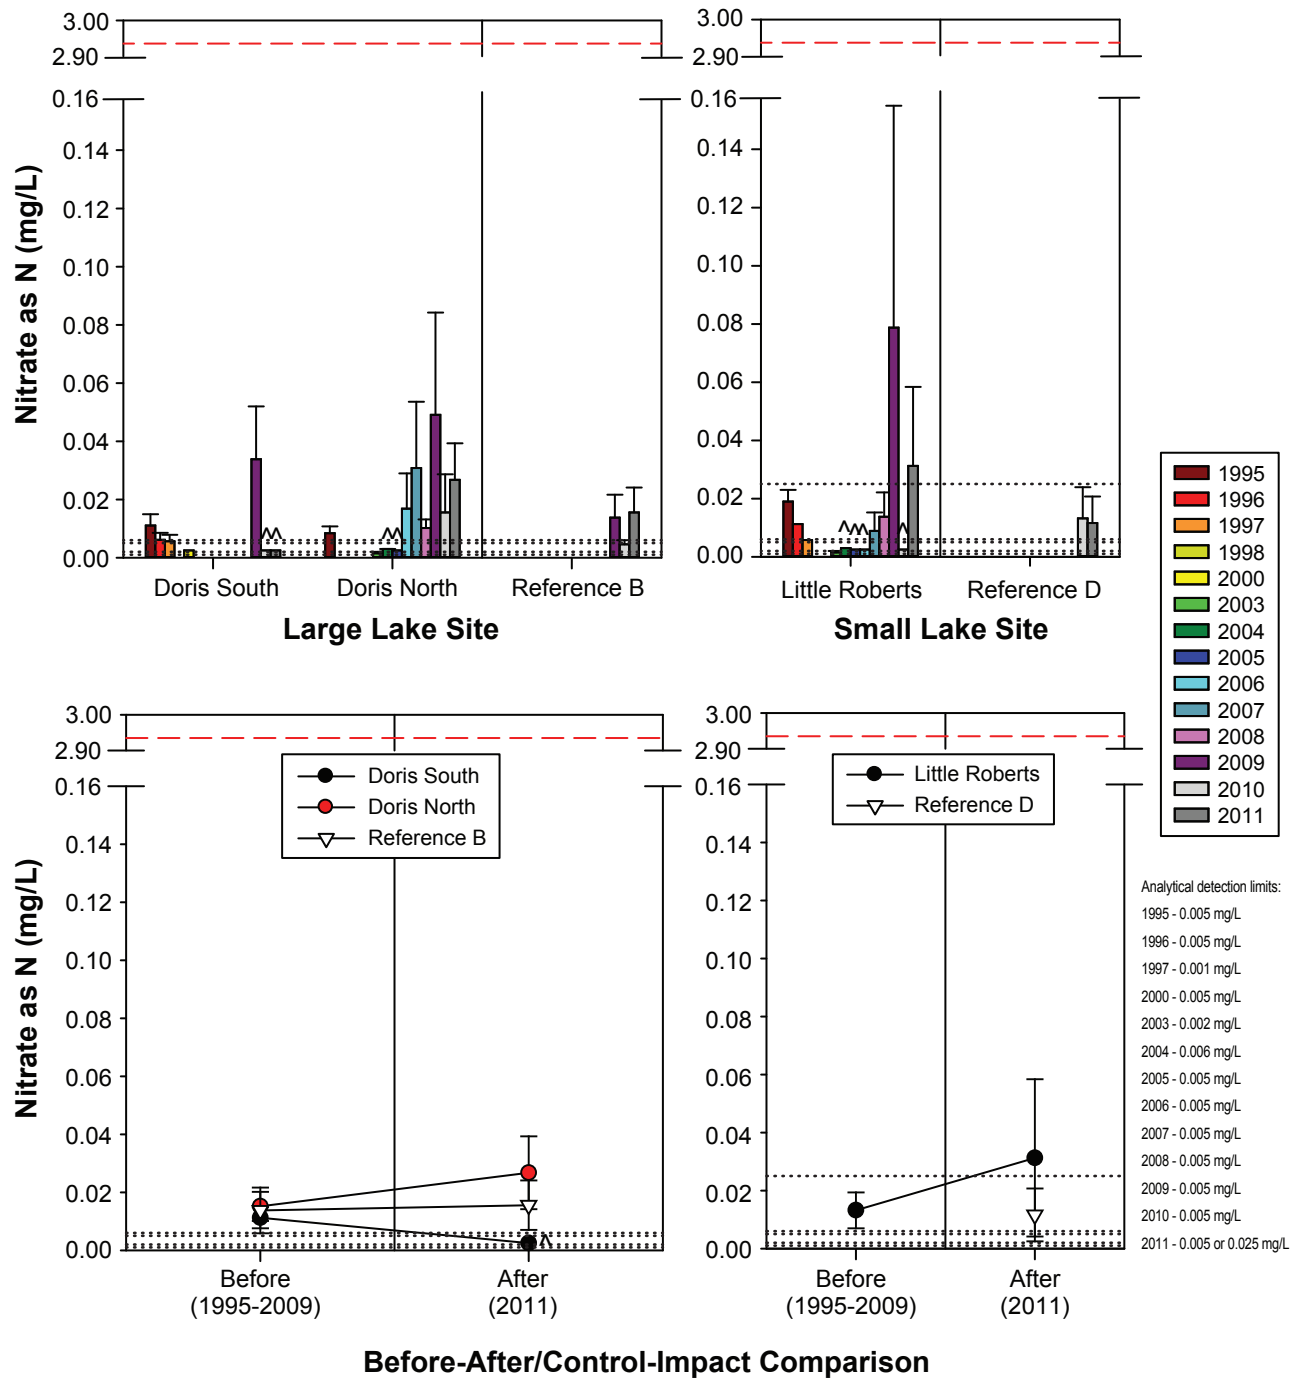 3.00
2.90
0.16
0.14
0.12
0.10
0.08
0.06
0.04
0.02
0.00
Nitrate as N (mg/L)
^^
^^
Doris South
Doris North
Reference B
Large Lake Site
3.00
2.90
0.16
0.14
0.12
0.10
0.08
0.06
0.04
0.02
0.00
^
^^
^
Little Roberts
Reference D
Small Lake Site
1995
1996
1997
1998
2000
2003
2004
2005
2006
2007
2008
2009
2010
2011
3.00
2.90
0.16
0.14
0.12
0.10
0.08
0.06
0.04
0.02
0.00
Nitrate as N (mg/L)
Doris South
Doris North
Reference B
^
Before
(1995-2009)
After
(2011)
3.00
2.90
0.16
0.14
0.12
0.10
0.08
0.06
0.04
0.02
0.00
Little Roberts
Reference D
Before
(1995-2009)
After
(2011)
Analytical detection limits:
1995 - 0.005 mg/L
1996 - 0.005 mg/L
1997 - 0.001 mg/L
2000 - 0.005 mg/L
2003 - 0.002 mg/L
2004 - 0.006 mg/L
2005 - 0.005 mg/L
2006 - 0.005 mg/L
2007 - 0.005 mg/L
2008 - 0.005 mg/L
2009 - 0.005 mg/L
2010 - 0.005 mg/L
2011 - 0.005 or 0.025 mg/L
Before-After/Control-Impact Comparison